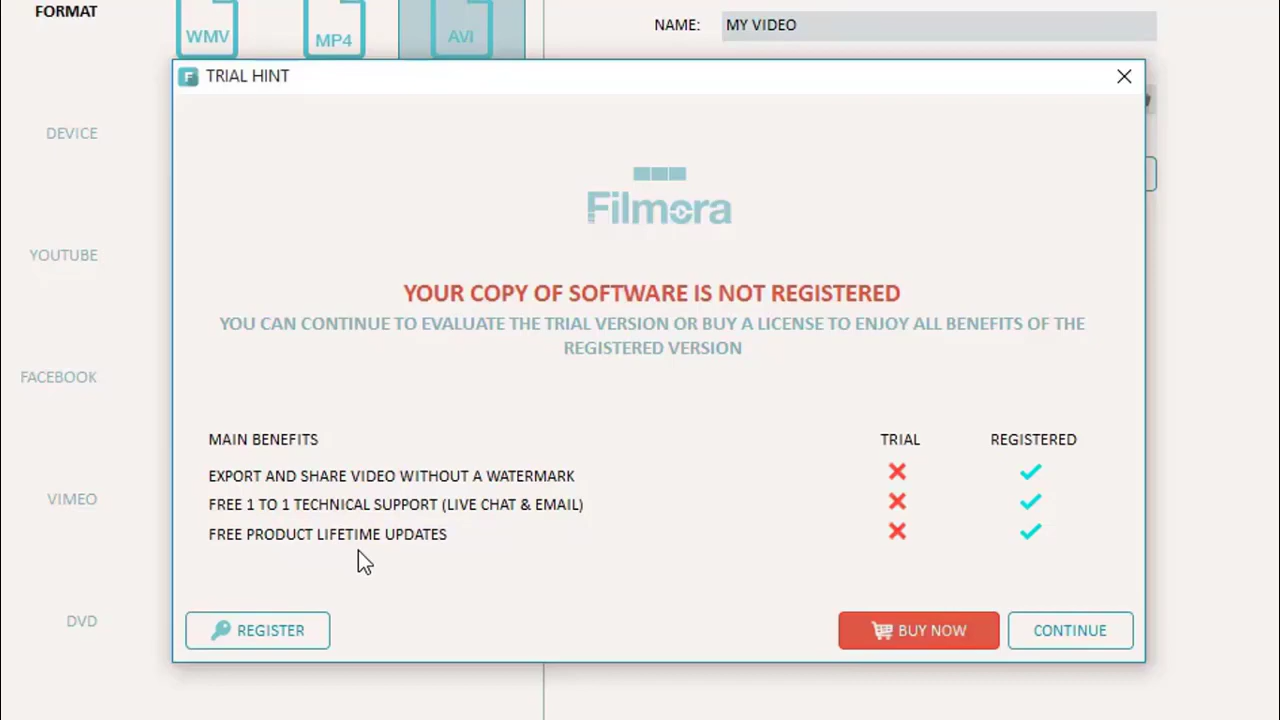 FORMAT
WMV
MP4
AVI
NAME:
MY VIDEO
F
TRIAL HINT
DEVICE
YOUTUBE
FACEBOOK
VIMEO
DVD
Filmora
YOUR COPY OF SOFTWARE IS NOT REGISTERED
YOU CAN CONTINUE TO EVALUATE THE TRIAL VERSION OR BUY A LICENSE TO ENJOY ALL BENEFITS OF THE
REGISTERED VERSION
MAIN BENEFITS TRIAL REGISTERED
EXPORT AND SHARE VIDEO WITHOUT A WATERMARK
FREE 1 TO 1 TECHNICAL SUPPORT (LIVE CHAT & EMAIL)
FREE PRODUCT LIFETIME UPDATES
REGISTER
BUY NOW
CONTINUE